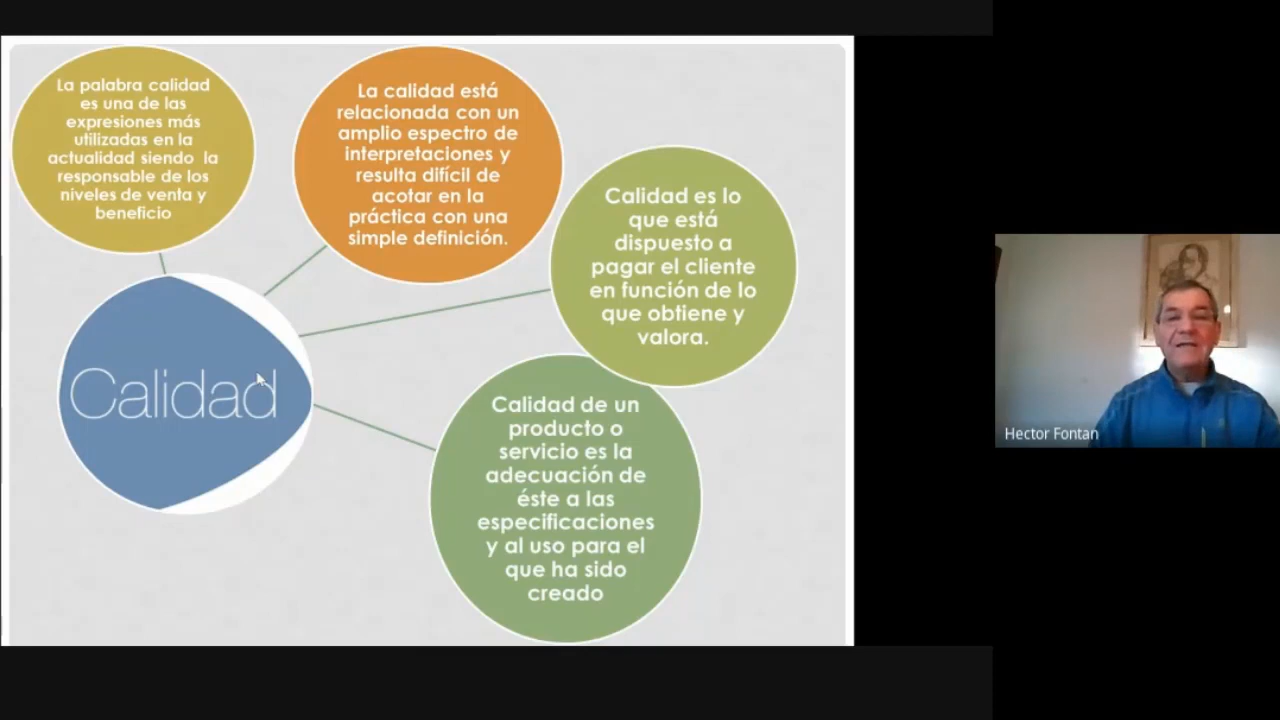 La palabra calidad
es una de las
expresiones más
utilizadas en la
actualidad siendo la
responsable de los
niveles de venta y
beneficio
La calidad está
relacionada con un
amplio espectro de
interpretaciones y
resulta difícil de
acotar en la
práctica con una
simple definición.
Calidad es lo
que está
dispuesto a
pagar el cliente
en función de lo
que obtiene y
valora.
Calidad
Calidad de un
producto o
servicio es la
adecuación de
éste a las
especificaciones
y al uso para el
que ha sido
creado
Hector Fontan